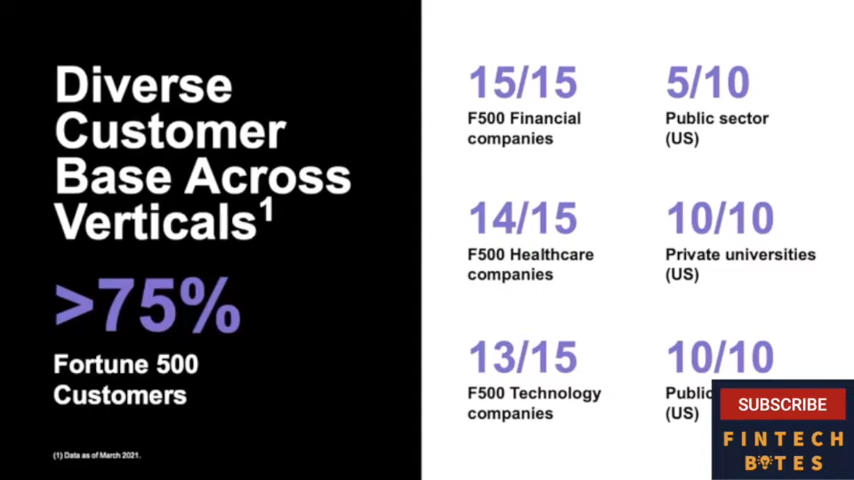 Diverse
Customer
Base Across
Verticals¹
>75%
Fortune 500
Customers
(1) Data as of March 2021.
15/15
F500 Financial
companies
5/10
Public sector
(US)
14/15
F500 Healthcare
companies
10/10
Private universities
(US)
13/15
F500 Technology
companies
10/10
Public
(US)
SUBSCRIBE
FINTECH
BYTES